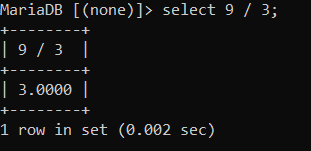 MariaDB [(none)]> select 9 / 3;
+--------+
| 9 / 3  |
+--------+
| 3.0000 |
+--------+
1 row in set (0.002 sec)